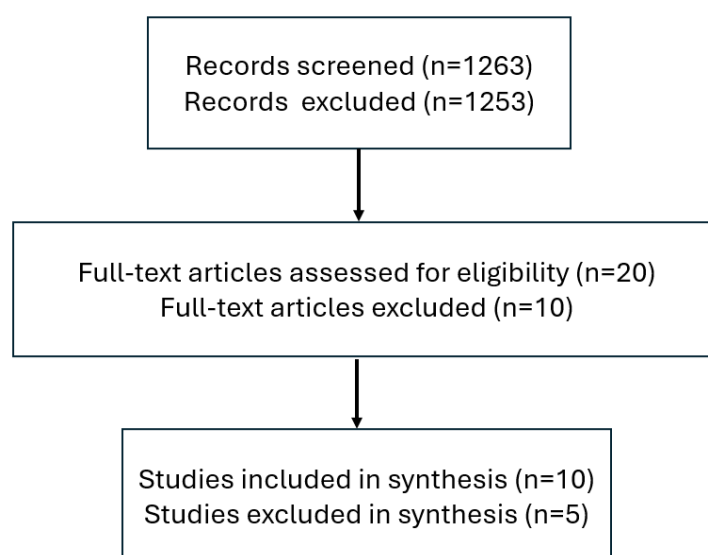 Records screened (n=1263)
Records excluded (n=1253)
Full-text articles assessed for eligibility (n=20)
Full-text articles excluded (n=10)
Studies included in synthesis (n=10)
Studies excluded in synthesis (n=5)